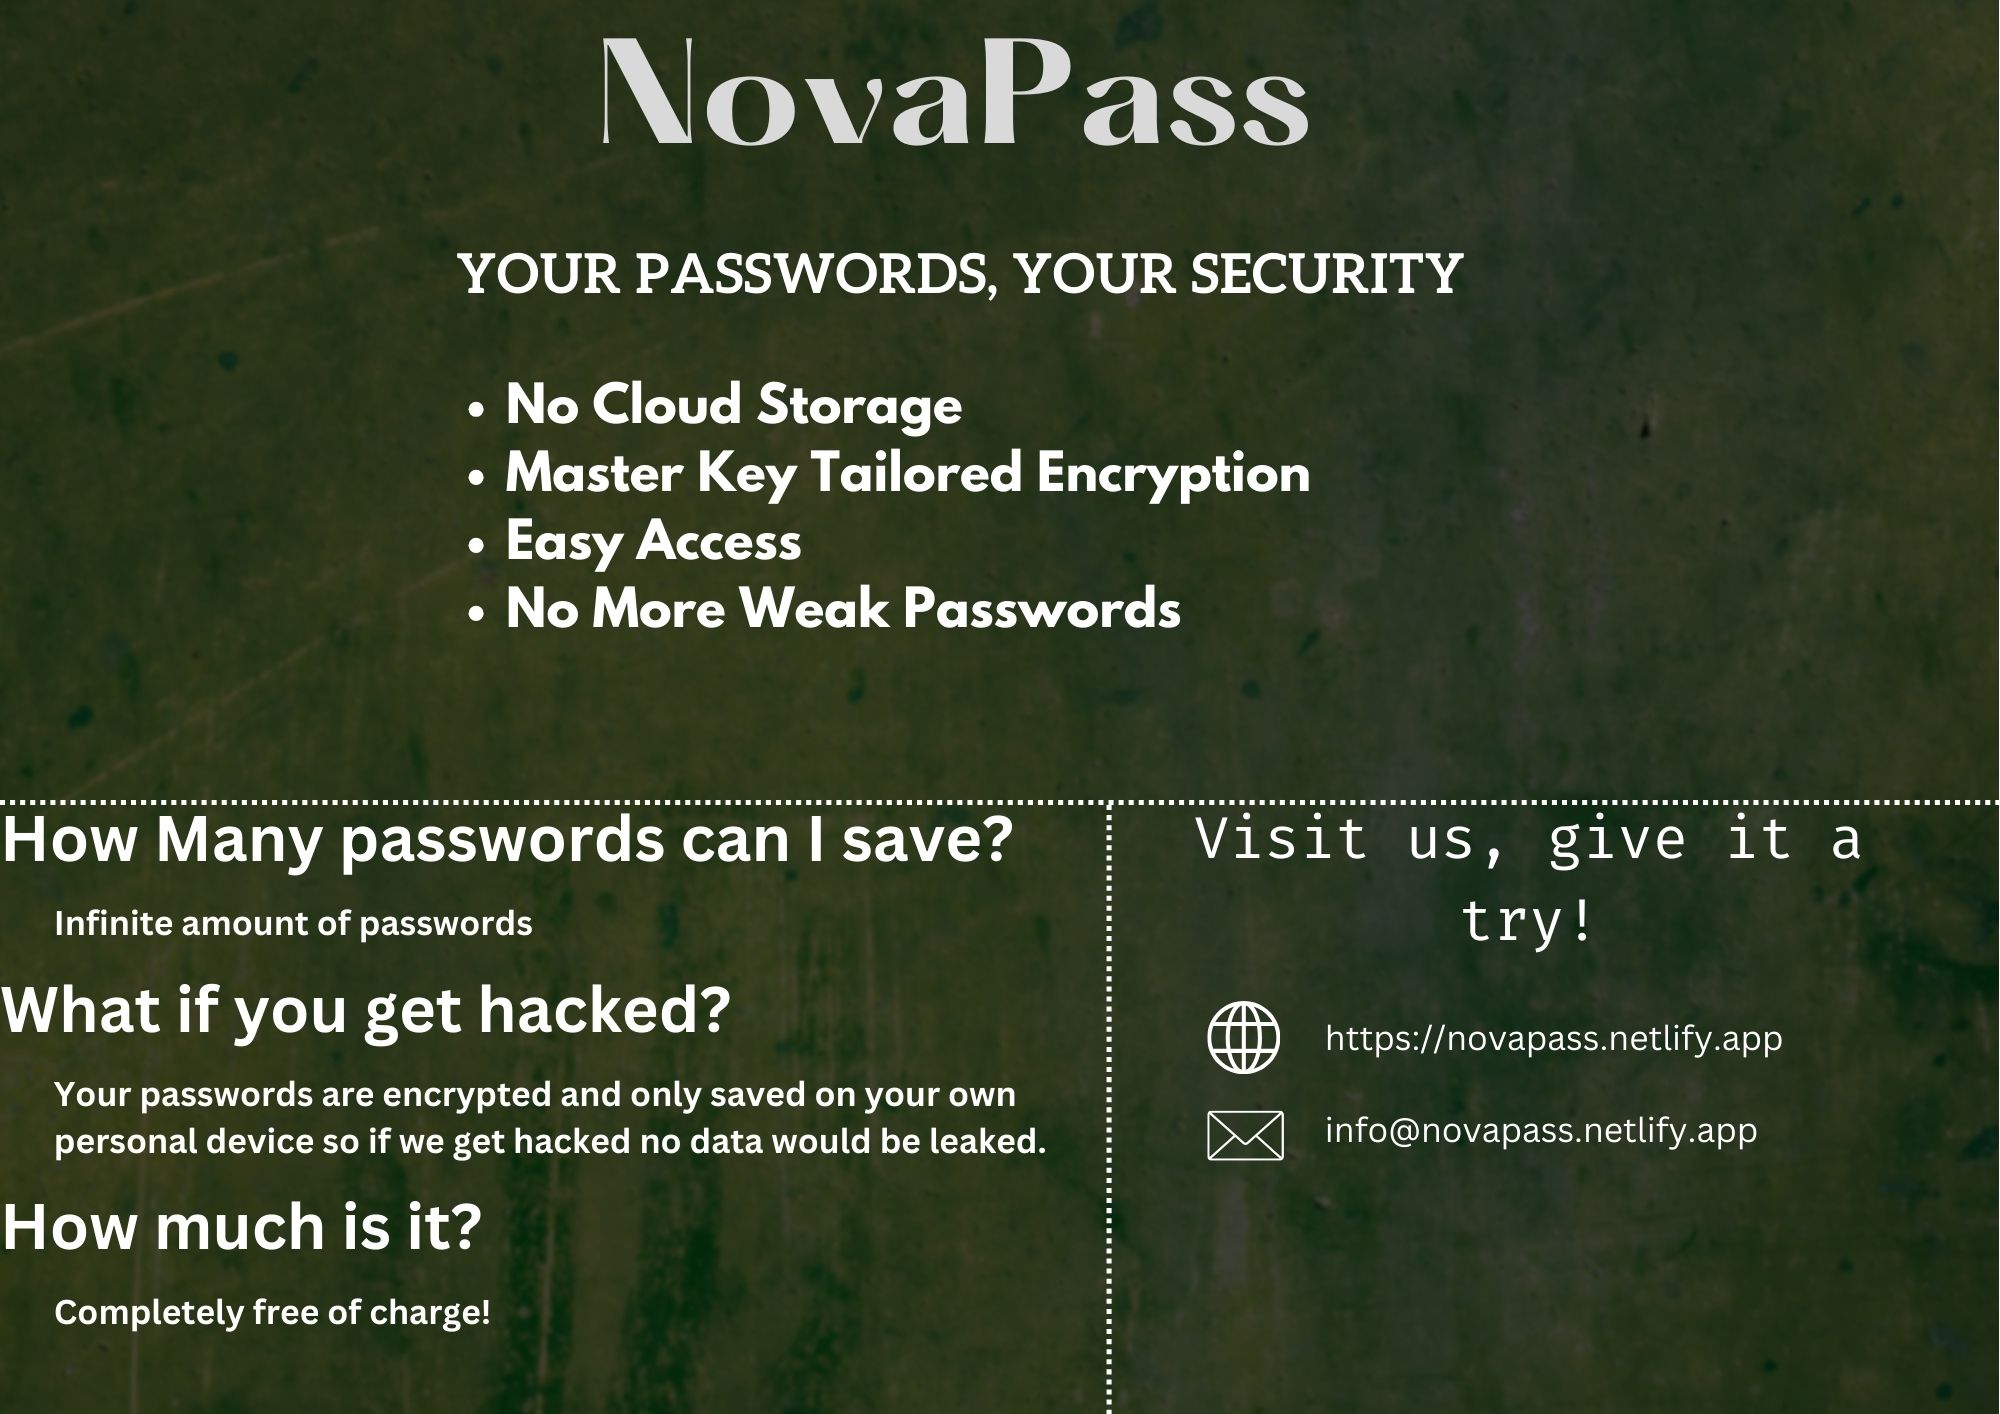 NovaPass
YOUR PASSWORDS, YOUR SECURITY
• No Cloud Storage
• Master Key Tailored Encryption
• Easy Access
• No More Weak Passwords
How Many passwords can I save?
Infinite amount of passwords
What if you get hacked?
Your passwords are encrypted and only saved on your own
personal device so if we get hacked no data would be leaked.
How much is it?
Completely free of charge!
Visit us, give it a
try!
https://novapass.netlify.app
info@novapass.netlify.app